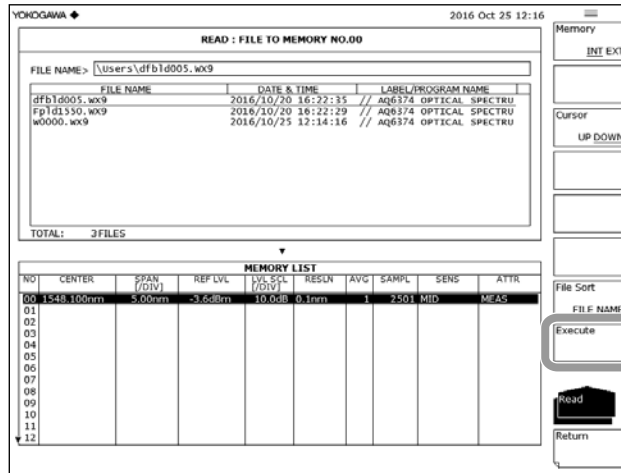 YOKOGAWA 2016 Oct 25 12:16
READ : FILE TO MEMORY NO.00
FILE NAME> \Users\dfbld005.WX9
FILE NAME DATE & TIME LABEL/PROGRAM NAME
dfbld005.WX9 2016/10/20 16:22:35 // AQ6374 OPTICAL SPECTRU
Fpld1550.WX9 2016/10/20 16:22:29 // AQ6374 OPTICAL SPECTRU
W0000.WX9 2016/10/25 12:14:16 // AQ6374 OPTICAL SPECTRU
TOTAL: 3FILES
MEMORY LIST
NO CENTER SPAN [/DIV] REF LVL LVL SCL [/DIV] RESLN AVG SAMPL SENS ATTR
00 1548.100nm 5.00nm -3.6dBm 10.0dB 0.1nm 1 2501 MID MEAS
01
02
03
04
05
06
07
08
09
10
11
12
Memory
INT EXT
Cursor
UP DOWN
File Sort
FILE NAME
Execute
Read
Return